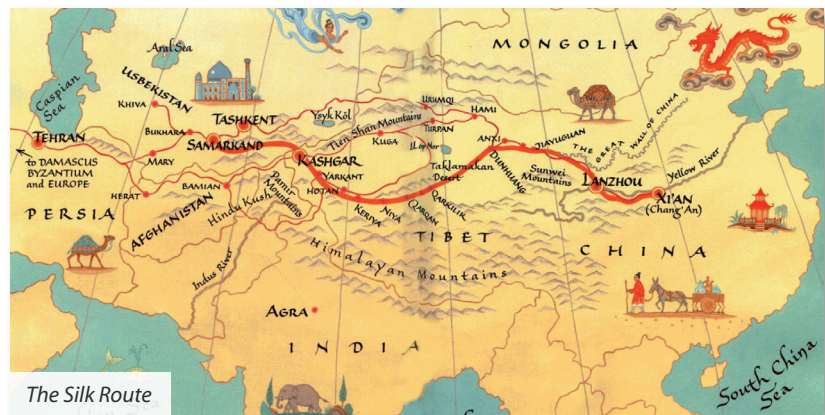 MONGOLIA
Aral Sea
Caspian
Sea
USBEKISTAN
KHIVA
TASHKENT
Ysyk Köl
URUMQI
HAMI
BUKHARA
SAMARKAND
Tien Shan Mountains
TURPAN
KUGA
Lop Nor
ANXI
JIAYUGUAN
THE GREAT WALL OF CHINA
TEHRAN
to DAMASCUS
BYZANTIUM
and EUROPE
MARY
KASHGAR
YARKANT
Taklamakan
Desert
DUNHUANG
Sunwei
Mountains
LANZHOU
Yellow River
XI'AN
(Chang'An)
HERAT
BAMIAN
Pamir
Mountains
HOTAN
KERIYA
NIYA
QARQAN
QARKILIK
PERSIA
AFGHANISTAN
Hindu Kush
TIBET
CHINA
Indus River
Himalayan Mountains
AGRA
INDIA
South China
Sea
The Silk Route